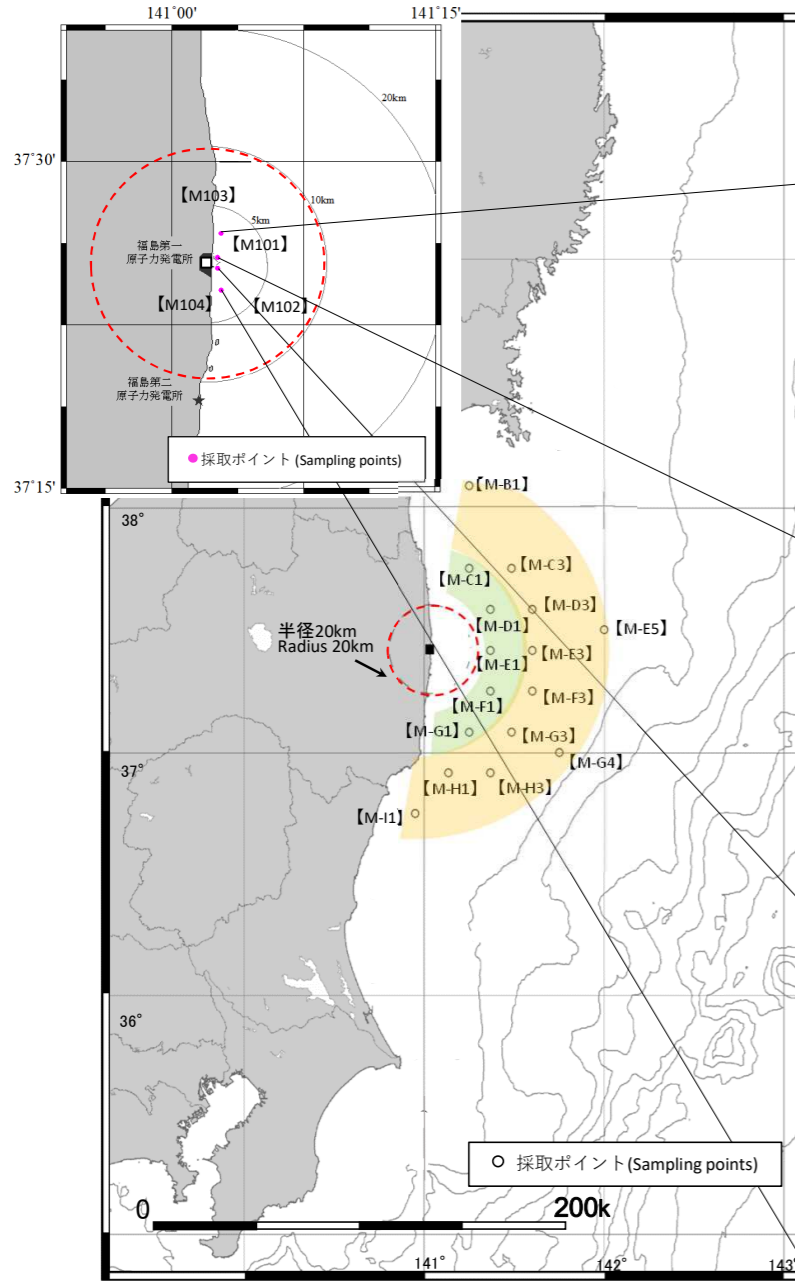 141°00'
141°15'
20km
37°30'
10km
【M103】
5km
福島第一
原子力発電所
【M101】
【M104】
【M102】
福島第二
原子力発電所
採取ポイント(Sampling points)
37°15'
38°
【M-B1】
【M-C1】
【M-C3】
【M-D3】
【M-D1】
【M-E5】
半径20km
Radius 20km
【M-E1】
【M-E3】
【M-F1】
【M-F3】
【M-G1】
【M-G3】
37°
【M-G4】
【M-H1】
【M-H3】
【M-I1】
36°
採取ポイント(Sampling points)
0
200k
141°
142°
143°